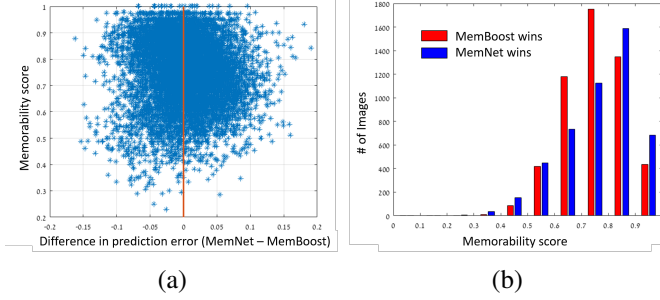 1
0.9
0.8
0.7
0.6
0.5
0.4
0.3
0.2
Memorability score
-0.2 -0.15 -0.1 -0.05 0 0.05 0.1 0.15 0.2
Difference in prediction error (MemNet – MemBoost)
(a)
1800
1600
1400
1200
1000
800
600
400
200
0
# of Images
MemBoost wins
MemNet wins
0 0.1 0.2 0.3 0.4 0.5 0.6 0.7 0.8 0.9
Memorability score
(b)